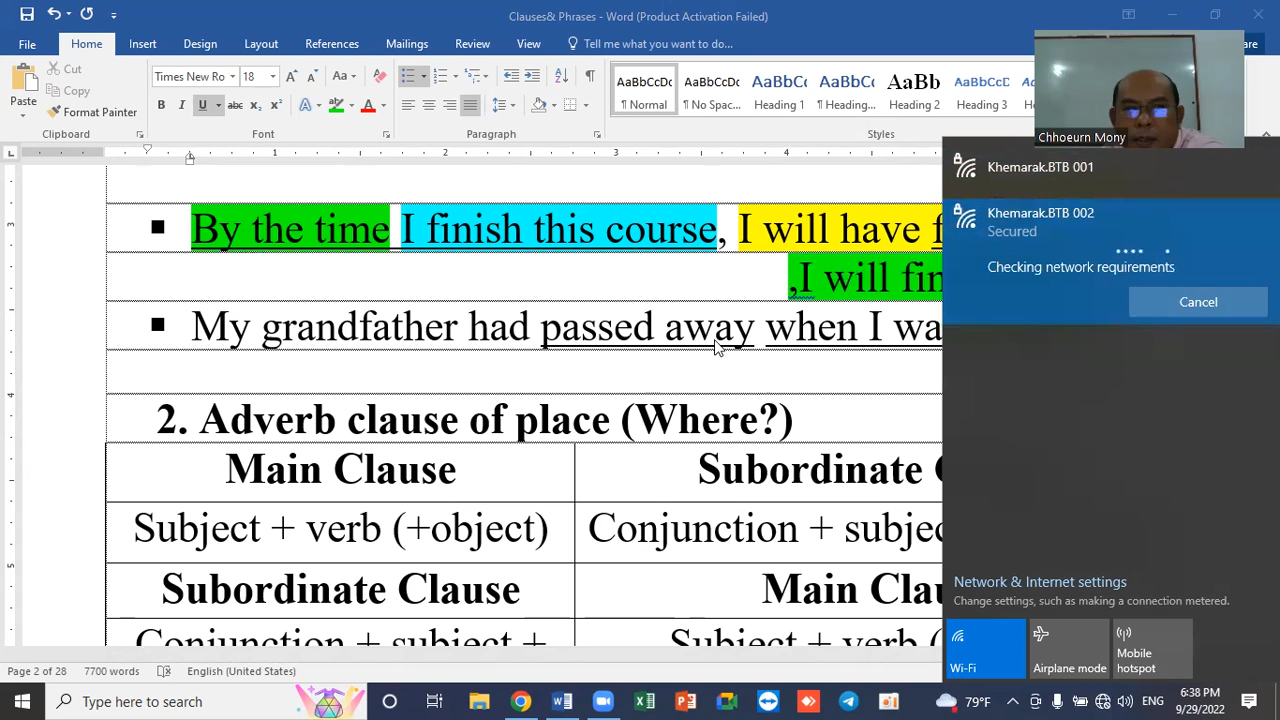 Clauses& Phrases - Word (Product Activation Failed)
File Home Insert Design Layout References Mailings Review View Tell me what you want to do...
Cut
Copy
Paste
Format Painter
Times New Ro 18
AaBbCcDc AaBbCcDc AaBbCc AaBbCc AaBb AaBbCcD
¶ Normal ¶ No Spac... Heading 1 ¶ Heading... Heading 2 Heading 3
Clipboard Font Paragraph Styles
Chhoeurn Mony
▪ By the time I finish this course, I will have
,I will fin
▪ My grandfather had passed away when I wa
2. Adverb clause of place (Where?)
Main Clause Subordinate
Subject + verb (+object) Conjunction + subje
Subordinate Clause Main Clau
Conjunction + subject + Subject + verb (
Khemarak.BTB 001
Khemarak.BTB 002
Secured
Checking network requirements
Cancel
Network & Internet settings
Change settings, such as making a connection metered.
Wi-Fi Airplane mode Mobile hotspot
Page 2 of 28 7700 words English (United States)
Type here to search
79°F ENG 6:38 PM
9/29/2022